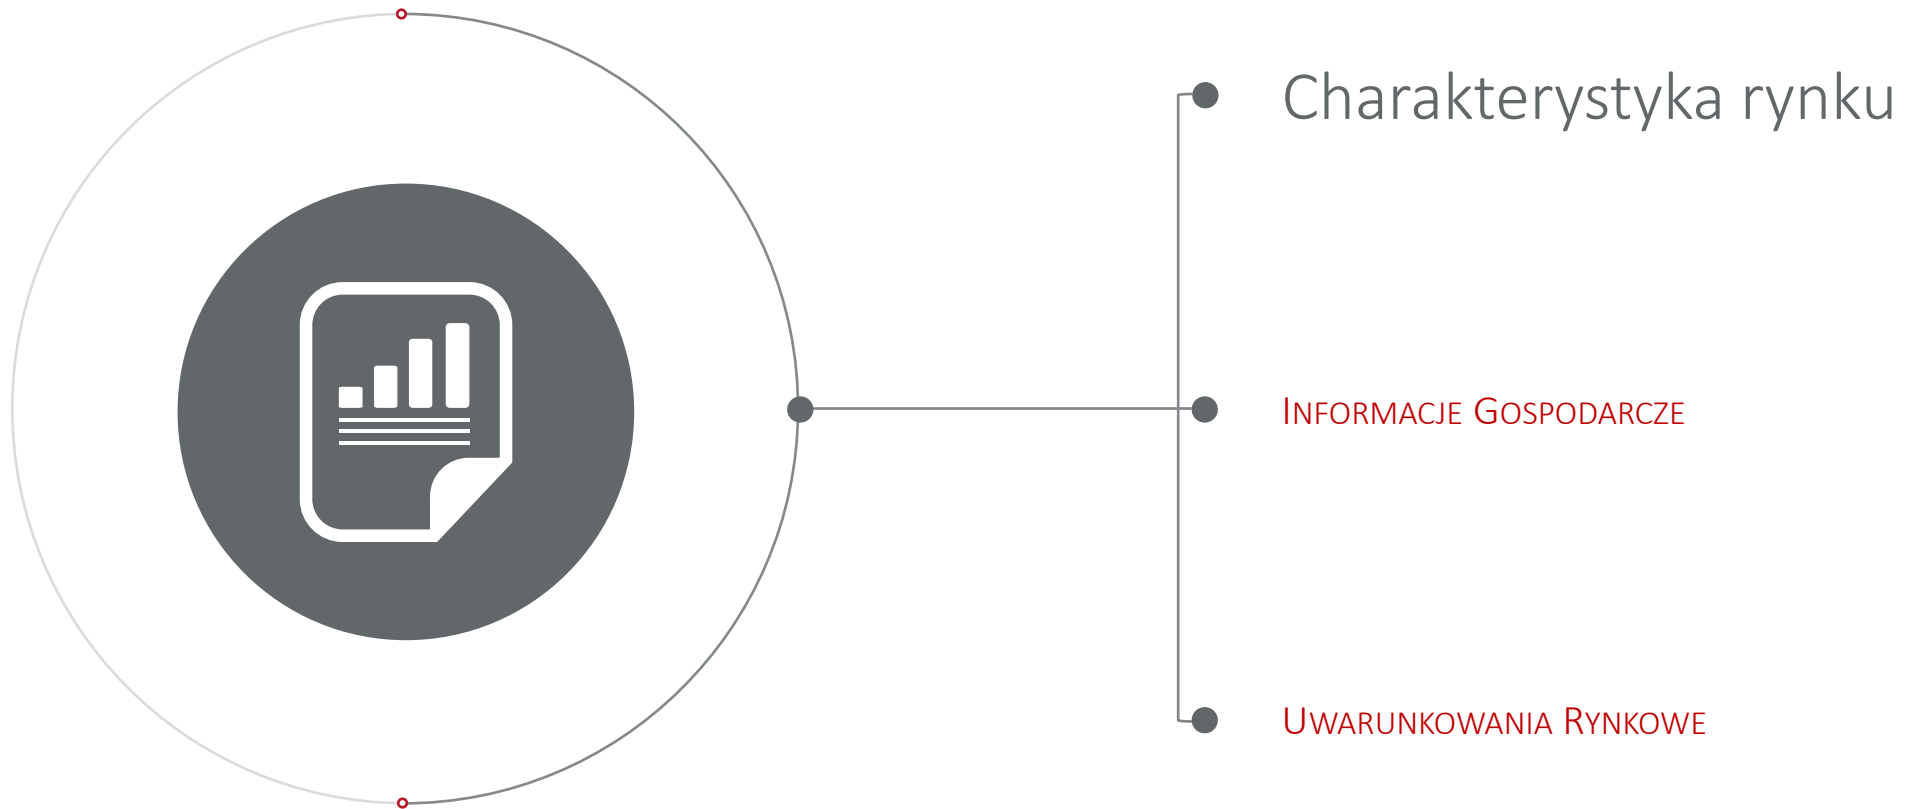 Charakterystyka rynku
Informacje Gospodarcze
Uwarunkowania Rynkowe